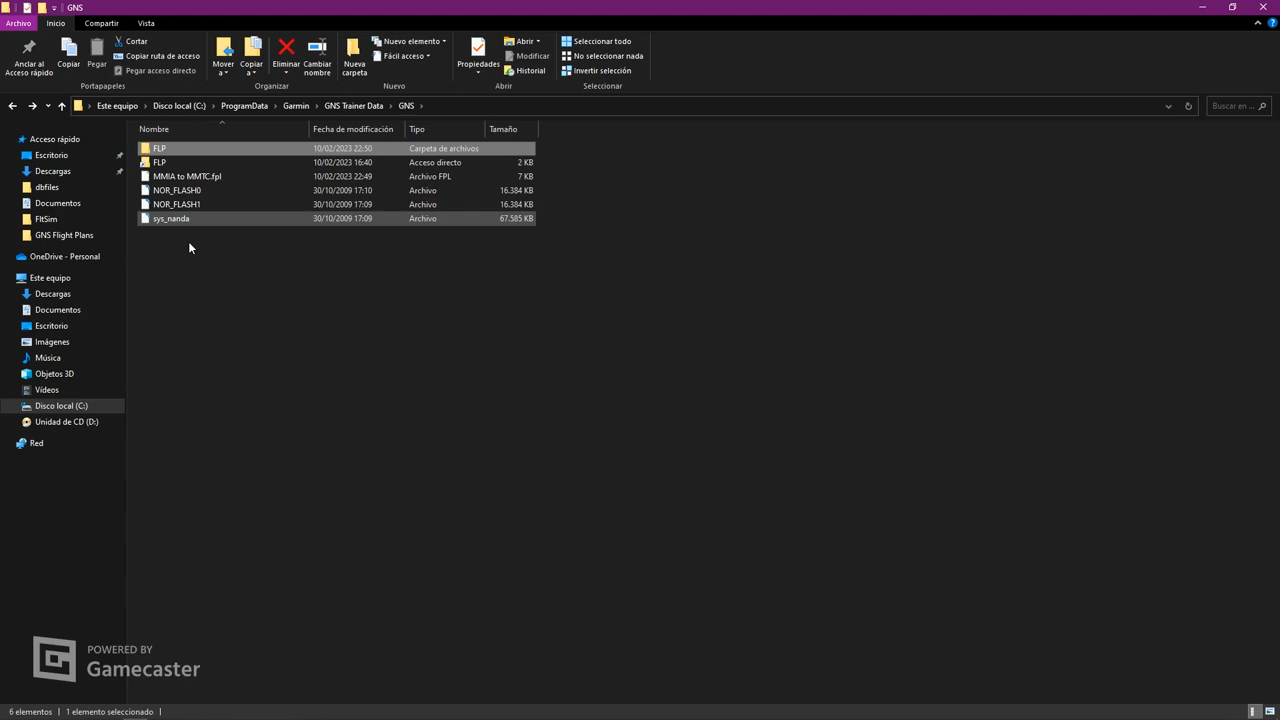 GNS
Archivo Inicio Compartir Vista
Anclar al Acceso rápido
Copiar
Pegar
Cortar
Copiar ruta de acceso
Pegar acceso directo
Portapapeles
Mover a
Copiar a
Eliminar
Cambiar nombre
Organizar
Nueva carpeta
Nuevo elemento
Fácil acceso
Nuevo
Propiedades
Abrir
Modificar
Historial
Abrir
Seleccionar todo
No seleccionar nada
Invertir selección
Seleccionar
Este equipo > Disco local (C:) > ProgramData > Garmin > GNS Trainer Data > GNS >
Buscar en ...
Nombre Fecha de modificación Tipo Tamaño
FLP 10/02/2023 22:50 Carpeta de archivos
FLP 10/02/2023 16:40 Acceso directo 2 KB
MMIA to MMTC.fpl 10/02/2023 22:49 Archivo FPL 7 KB
NOR_FLASH0 30/10/2009 17:10 Archivo 16.384 KB
NOR_FLASH1 30/10/2009 17:09 Archivo 16.384 KB
sys_nanda 30/10/2009 17:09 Archivo 67.585 KB
Acceso rápido
Escritorio
Descargas
dbfiles
Documentos
FltSim
GNS Flight Plans
OneDrive - Personal
Este equipo
Descargas
Documentos
Escritorio
Imágenes
Música
Objetos 3D
Vídeos
Disco local (C:)
Unidad de CD (D:)
Red
POWERED BY
Gamecaster
6 elementos 1 elemento seleccionado